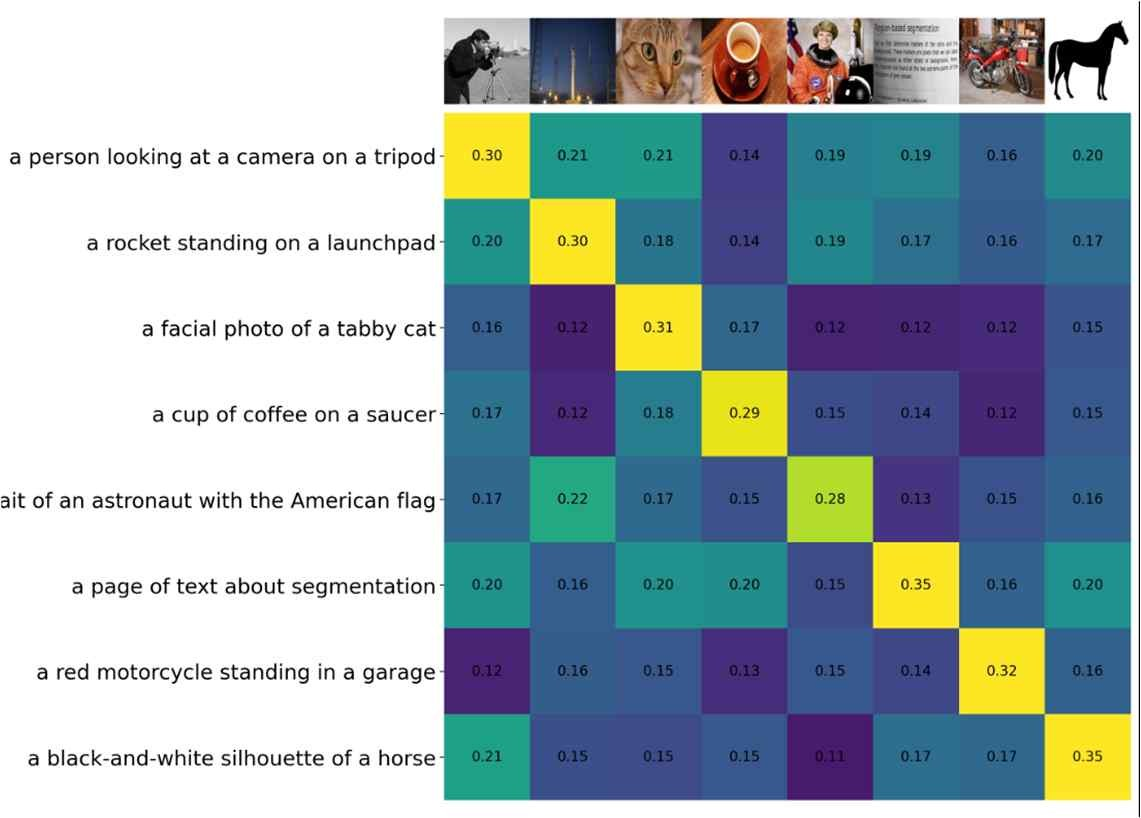 Region-based segmentation
a person looking at a camera on a tripod
0.30 0.21 0.21 0.14 0.19 0.19 0.16 0.20
a rocket standing on a launchpad
0.20 0.30 0.18 0.14 0.19 0.17 0.16 0.17
a facial photo of a tabby cat
0.16 0.12 0.31 0.17 0.12 0.12 0.12 0.15
a cup of coffee on a saucer
0.17 0.12 0.18 0.29 0.15 0.14 0.12 0.15
ait of an astronaut with the American flag
0.17 0.22 0.17 0.15 0.28 0.13 0.15 0.16
a page of text about segmentation
0.20 0.16 0.20 0.20 0.15 0.35 0.16 0.20
a red motorcycle standing in a garage
0.12 0.16 0.15 0.13 0.15 0.14 0.32 0.16
a black-and-white silhouette of a horse
0.21 0.15 0.15 0.15 0.11 0.17 0.17 0.35